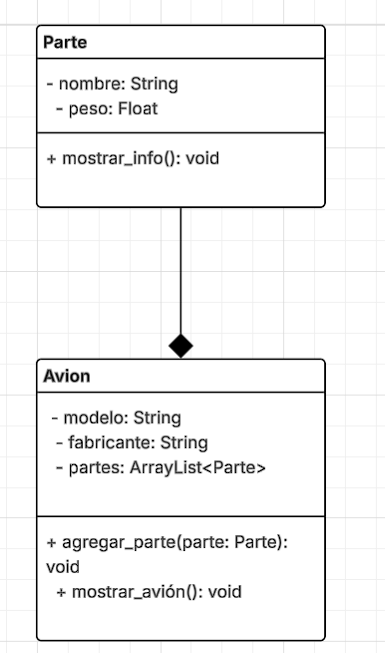 Parte
- nombre: String
- peso: Float
+ mostrar_info(): void
Avion
- modelo: String
- fabricante: String
- partes: ArrayList<Parte>
+ agregar_parte(parte: Parte):
void
+ mostrar_avión(): void